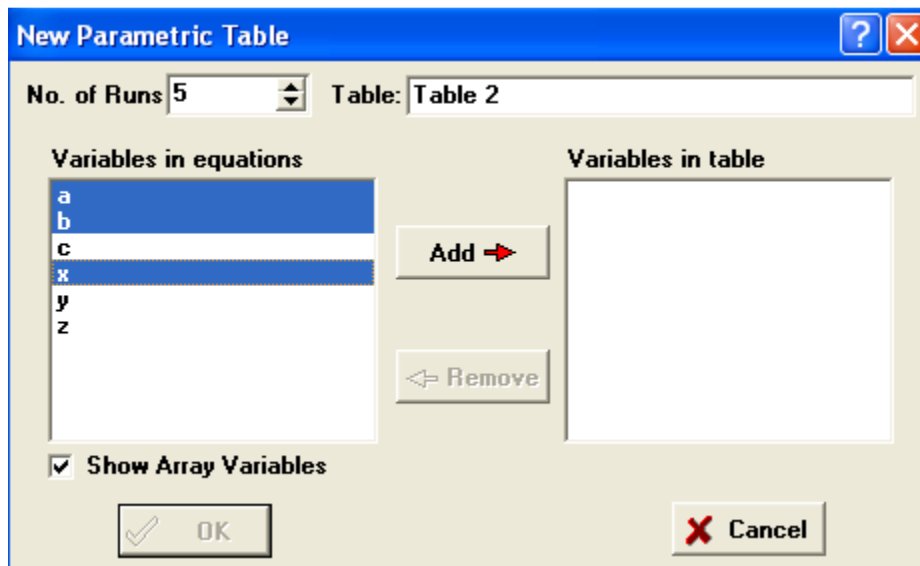 New Parametric Table
No. of Runs 5 Table: Table 2
Variables in equations Variables in table
a
b
c
x
y
z
Add
Remove
Show Array Variables
OK Cancel